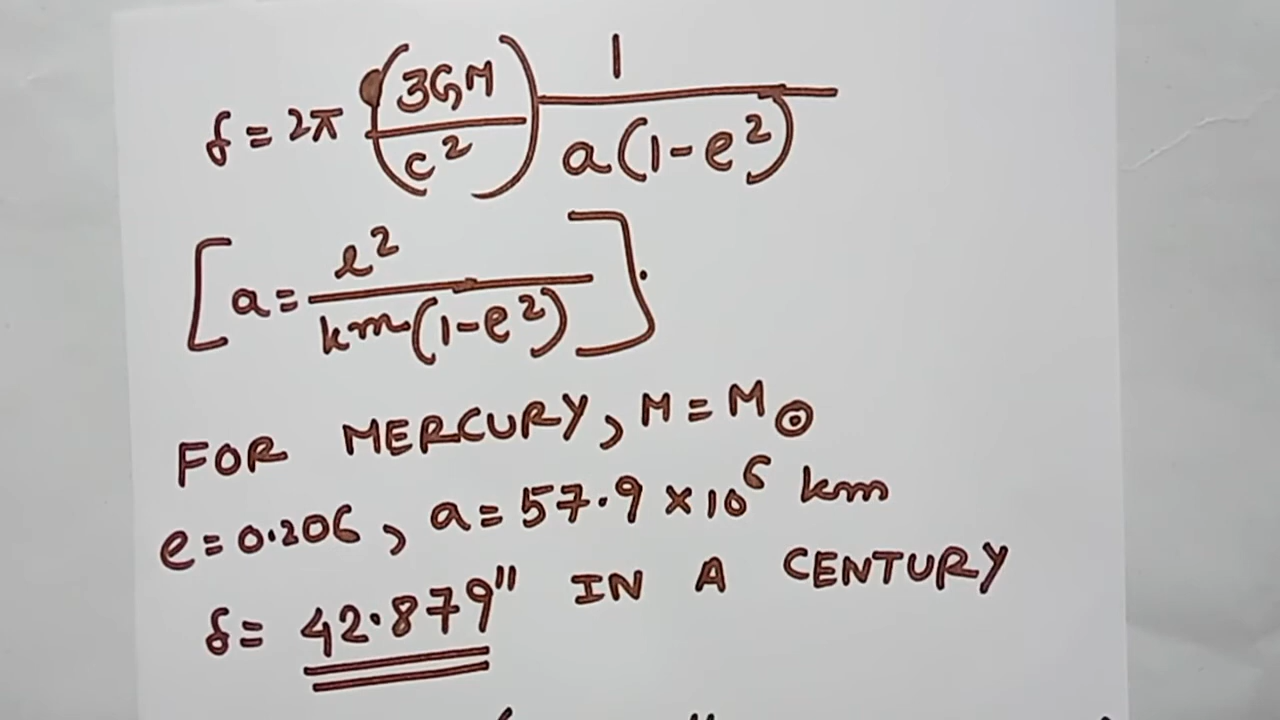 δ = 2π (3GM/c²) 1/a(1-e²)
[a = l²/km(1-e²)].
FOR MERCURY, M = M⊙
e = 0.206, a = 57.9 × 10⁶ km
δ = 42.879" IN A CENTURY